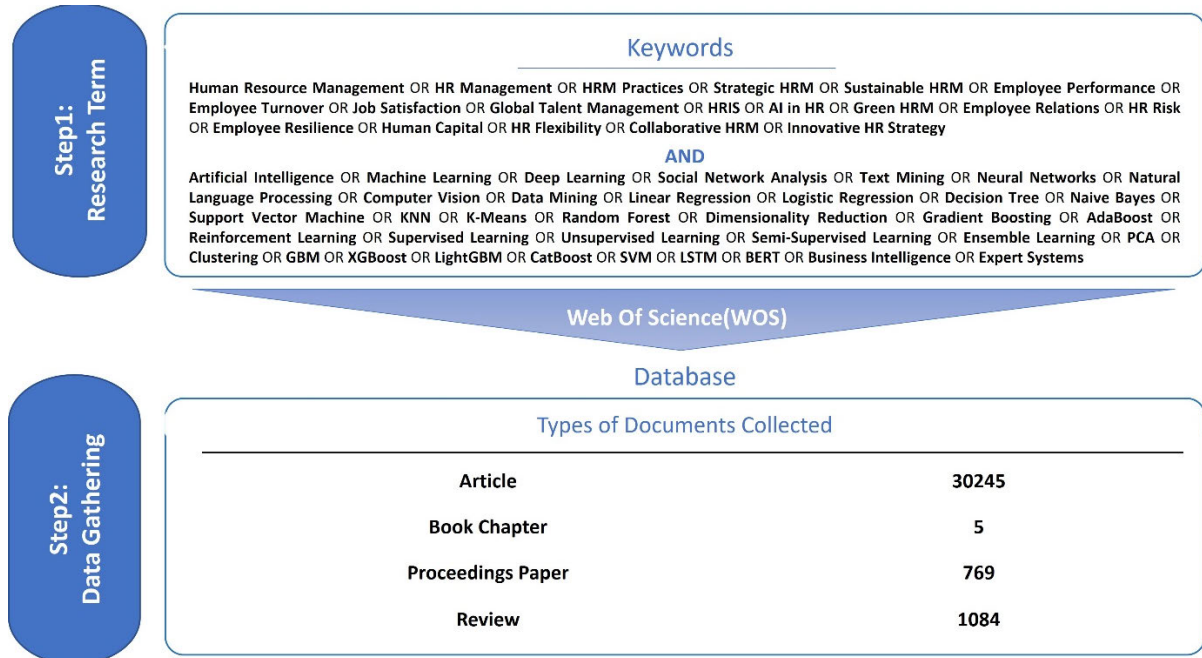 Step1:
Research Term
Keywords
Human Resource Management OR HR Management OR HRM Practices OR Strategic HRM OR Sustainable HRM OR Employee Performance OR
Employee Turnover OR Job Satisfaction OR Global Talent Management OR HRIS OR AI in HR OR Green HRM OR Employee Relations OR HR Risk
OR Employee Resilience OR Human Capital OR HR Flexibility OR Collaborative HRM OR Innovative HR Strategy
AND
Artificial Intelligence OR Machine Learning OR Deep Learning OR Social Network Analysis OR Text Mining OR Neural Networks OR Natural
Language Processing OR Computer Vision OR Data Mining OR Linear Regression OR Logistic Regression OR Decision Tree OR Naive Bayes OR
Support Vector Machine OR KNN OR K-Means OR Random Forest OR Dimensionality Reduction OR Gradient Boosting OR AdaBoost OR
Reinforcement Learning OR Supervised Learning OR Unsupervised Learning OR Semi-Supervised Learning OR Ensemble Learning OR PCA OR
Clustering OR GBM OR XGBoost OR LightGBM OR CatBoost OR SVM OR LSTM OR BERT OR Business Intelligence OR Expert Systems
Web Of Science(WOS)
Step2:
Data Gathering
Database
Types of Documents Collected
Article 30245
Book Chapter 5
Proceedings Paper 769
Review 1084